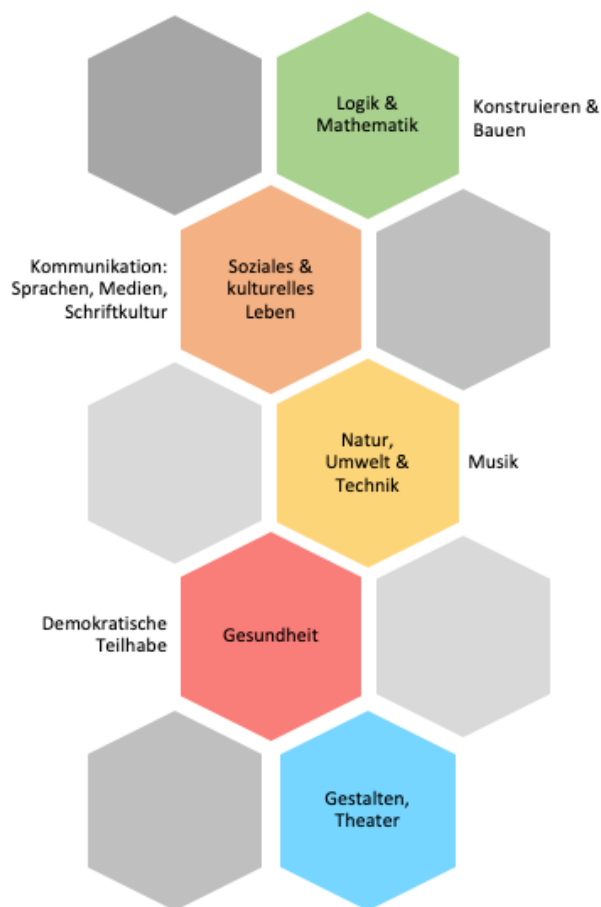 Logik &
Mathematik
Konstruieren &
Bauen
Kommunikation:
Sprachen, Medien,
Schriftkultur
Soziales &
kulturelles
Leben
Natur,
Umwelt &
Technik
Musik
Demokratische
Teilhabe
Gesundheit
Gestalten,
Theater